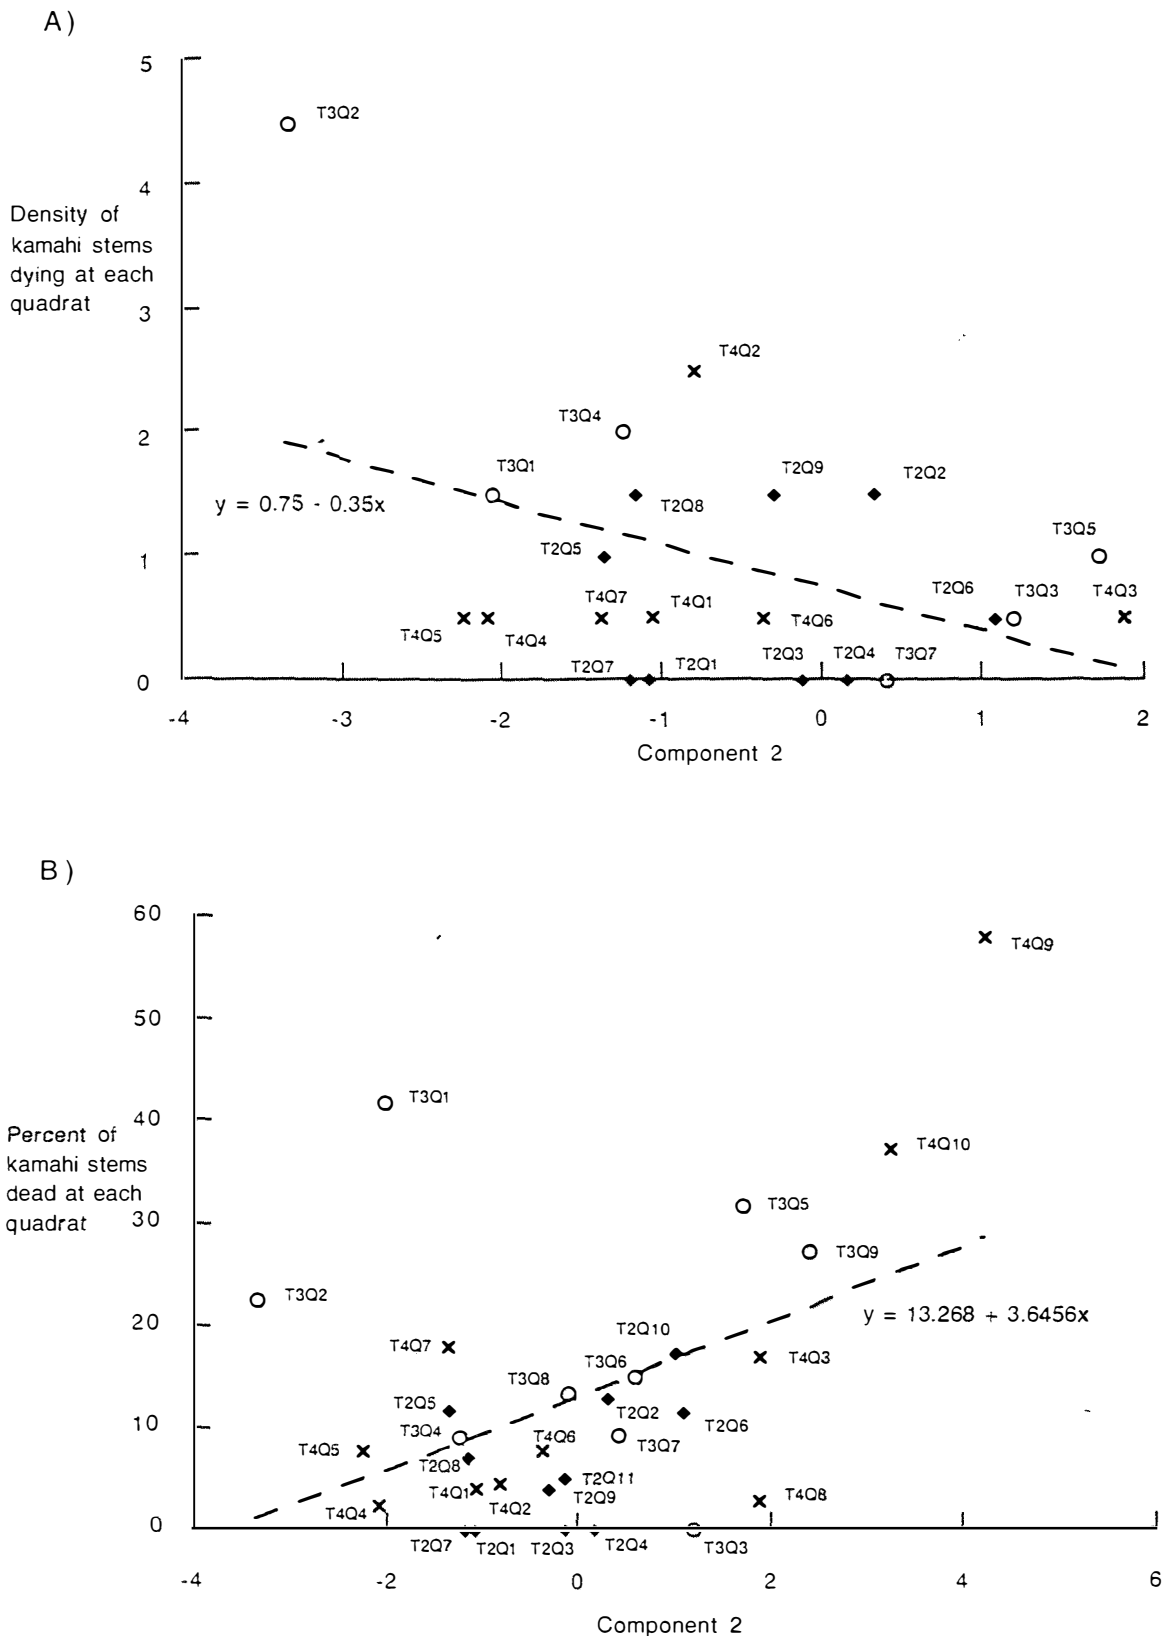 A)
5
T3Q2
4
Density of
kamahi stems
dying at each
quadrat
3
T4Q2
T3Q4
2
T3Q1
T2Q9
T2Q2
T2Q8
y = 0.75 - 0.35x
T3Q5
T2Q5
1
T2Q6
T3Q3
T4Q3
T4Q7
T4Q1
T4Q6
T4Q5
T4Q4
T2Q7
T2Q1
T2Q3
T2Q4
T3Q7
0
-4
-3
-2
-1
0
1
2
Component 2
B)
60
T4Q9
50
T3Q1
40
Percent of
kamahi stems
dead at each
quadrat
T4Q10
30
T3Q5
T3Q9
T3Q2
20
y = 13.268 + 3.6456x
T2Q10
T4Q7
T3Q6
T4Q3
T3Q8
T2Q5
T2Q2
T2Q6
10
T3Q4
T4Q6
T3Q7
T4Q5
T2Q8
T2Q11
T4Q1
T2Q9
T4Q8
T4Q4
T4Q2
0
T2Q7
T2Q1
T2Q3
T2Q4
T3Q3
-4
-2
0
2
4
6
Component 2